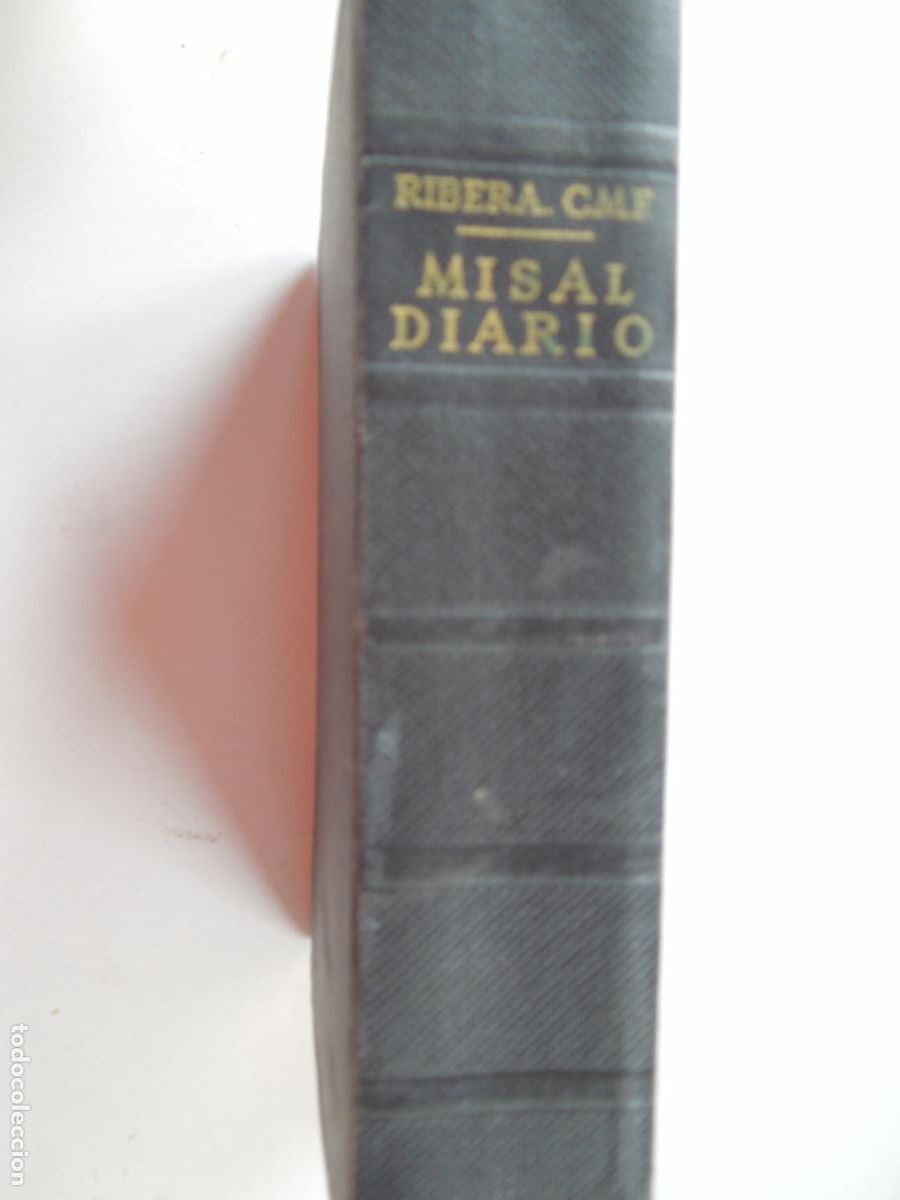 RIBERA. C.M.F.
MISAL
DIARIO
todocoleccion